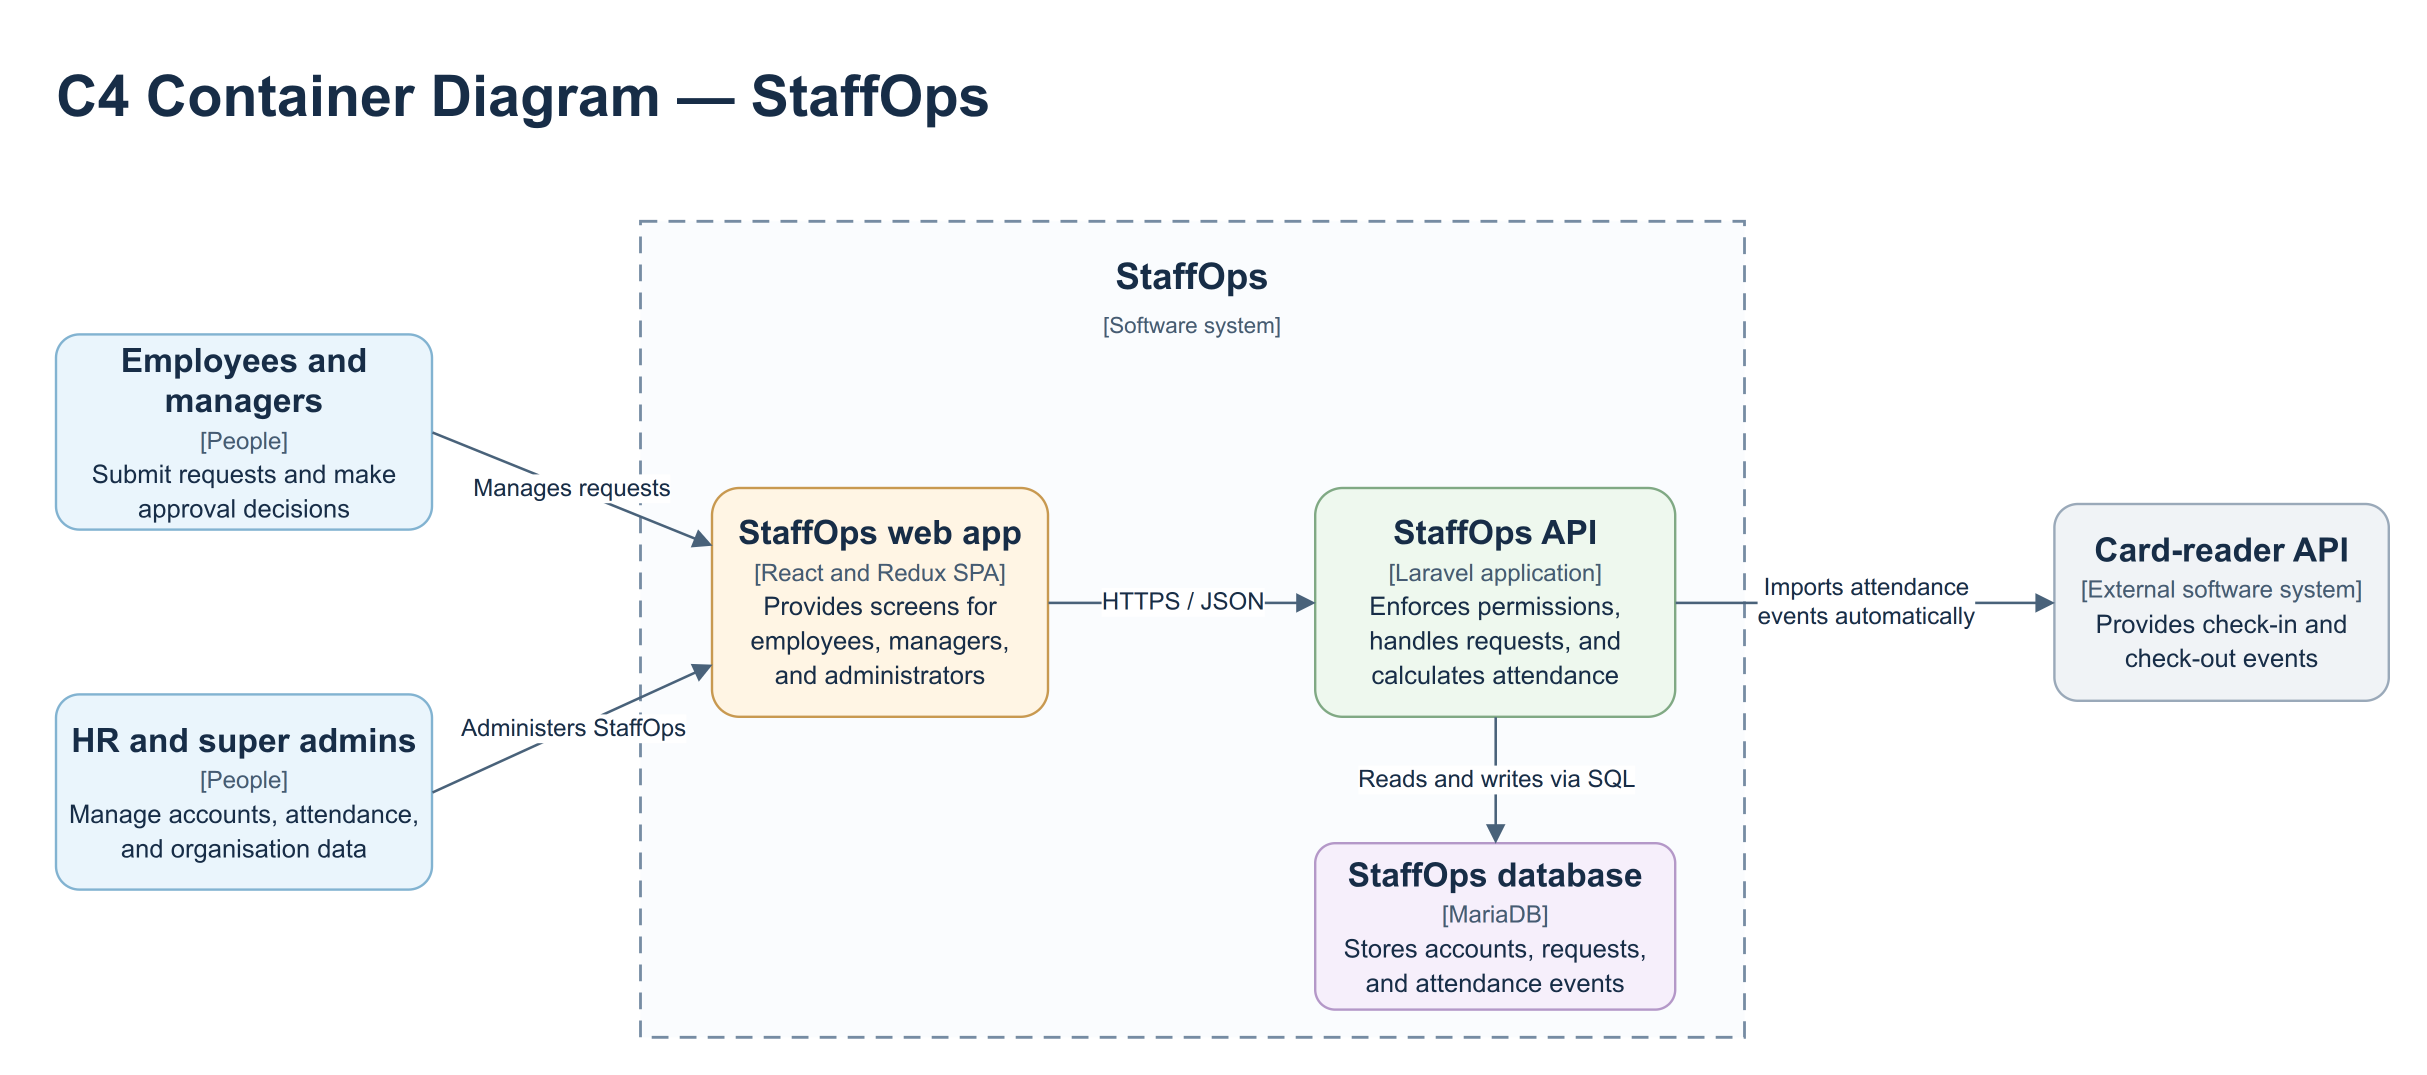 C4 Container Diagram — StaffOps
StaffOps
[Software system]
Employees and
managers
[People]
Submit requests and make
approval decisions
Manages requests
HR and super admins
[People]
Manage accounts, attendance,
and organisation data
Administers StaffOps
StaffOps web app
[React and Redux SPA]
Provides screens for
employees, managers,
and administrators
HTTPS / JSON
StaffOps API
[Laravel application]
Enforces permissions,
handles requests, and
calculates attendance
Imports attendance
events automatically
Card-reader API
[External software system]
Provides check-in and
check-out events
Reads and writes via SQL
StaffOps database
[MariaDB]
Stores accounts, requests,
and attendance events